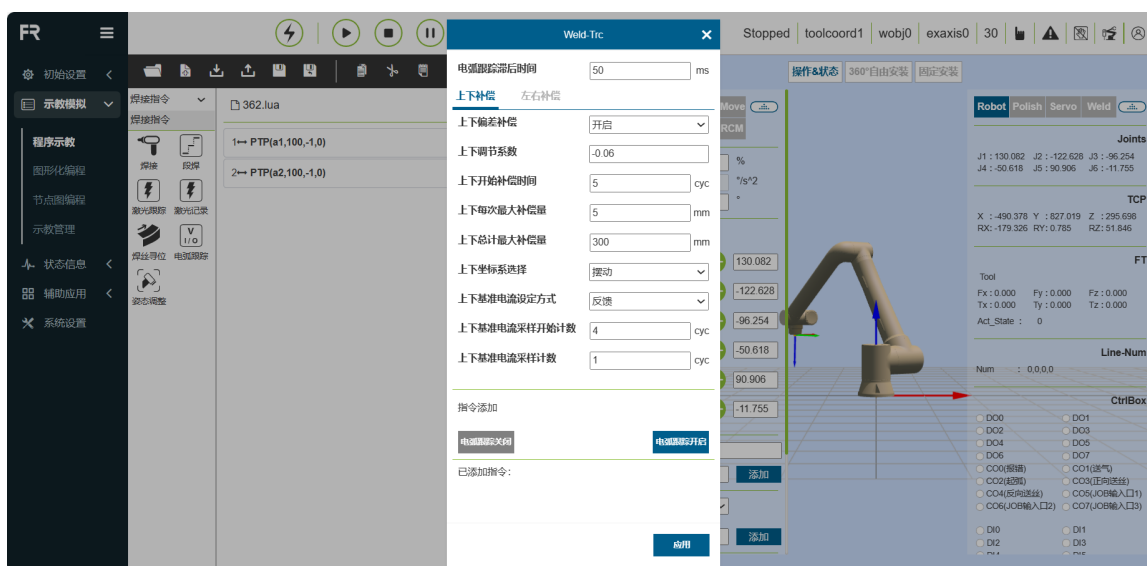 FR
Stopped toolcoord1 wobj0 exaxis0 30
初始设置
示教模拟
程序示教
图形化编程
节点图编程
示教管理
状态信息
辅助应用
系统设置
焊接指令
焊接指令
焊接 段焊
激光跟踪 激光记录
焊丝寻位 电弧跟踪
姿态调整
362.lua
1 PTP(a1,100,-1,0)
2 PTP(a2,100,-1,0)
Weld-Trc
电弧跟踪滞后时间 50 ms
上下补偿 左右补偿
上下偏差补偿 开启
上下调节系数 -0.06
上下开始补偿时间 5 cyc
上下每次最大补偿量 5 mm
上下总计最大补偿量 300 mm
上下坐标系选择 摆动
上下基准电流设定方式 反馈
上下基准电流采样开始计数 4 cyc
上下基准电流采样计数 1 cyc
指令添加
电弧跟踪关闭 电弧跟踪开启
已添加指令:
应用
Move
RCM
%
°/s^2
°
130.082
-122.628
-96.254
-50.618
90.906
-11.755
添加
添加
操作&状态 360°自由安装 固定安装
Robot Polish Servo Weld
Joints
J1 : 130.082 J2 : -122.628 J3 : -96.254
J4 : -50.618 J5 : 90.906 J6 : -11.755
TCP
X : -490.378 Y : 827.019 Z : 295.698
RX: -179.326 RY: 0.785 RZ: 51.846
FT
Tool
Fx : 0.000 Fy : 0.000 Fz : 0.000
Tx : 0.000 Ty : 0.000 Tz : 0.000
Act_State : 0
Line-Num
Num : 0,0,0,0
CtrlBox
DO0 DO1
DO2 DO3
DO4 DO5
DO6 DO7
CO0(报错) CO1(送气)
CO2(起弧) CO3(正向送丝)
CO4(反向送丝) CO5(JOB输入口1)
CO6(JOB输入口2) CO7(JOB输入口3)
DI0 DI1
DI2 DI3
DI4 DI5